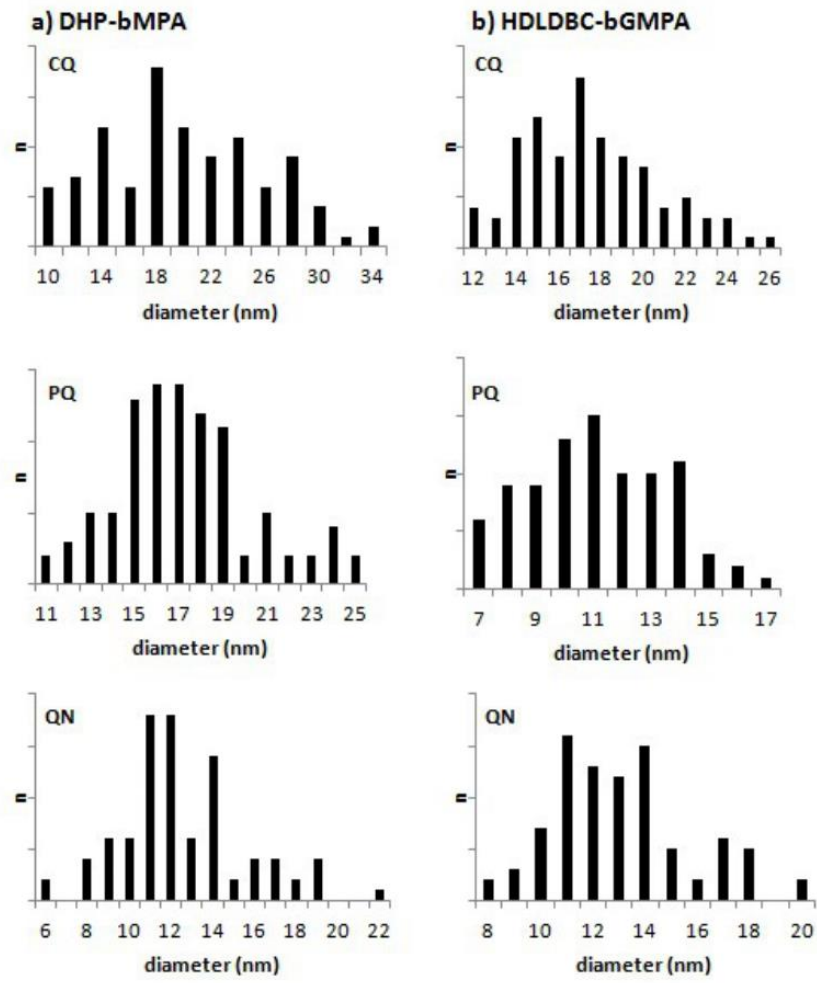 a) DHP-bMPA
b) HDLDBC-bGMPA
CQ
n
10 14 18 22 26 30 34
diameter (nm)
CQ
n
12 14 16 18 20 22 24 26
diameter (nm)
PQ
n
11 13 15 17 19 21 23 25
diameter (nm)
PQ
n
7 9 11 13 15 17
diameter (nm)
QN
n
6 8 10 12 14 16 18 20 22
diameter (nm)
QN
n
8 10 12 14 16 18 20
diameter (nm)